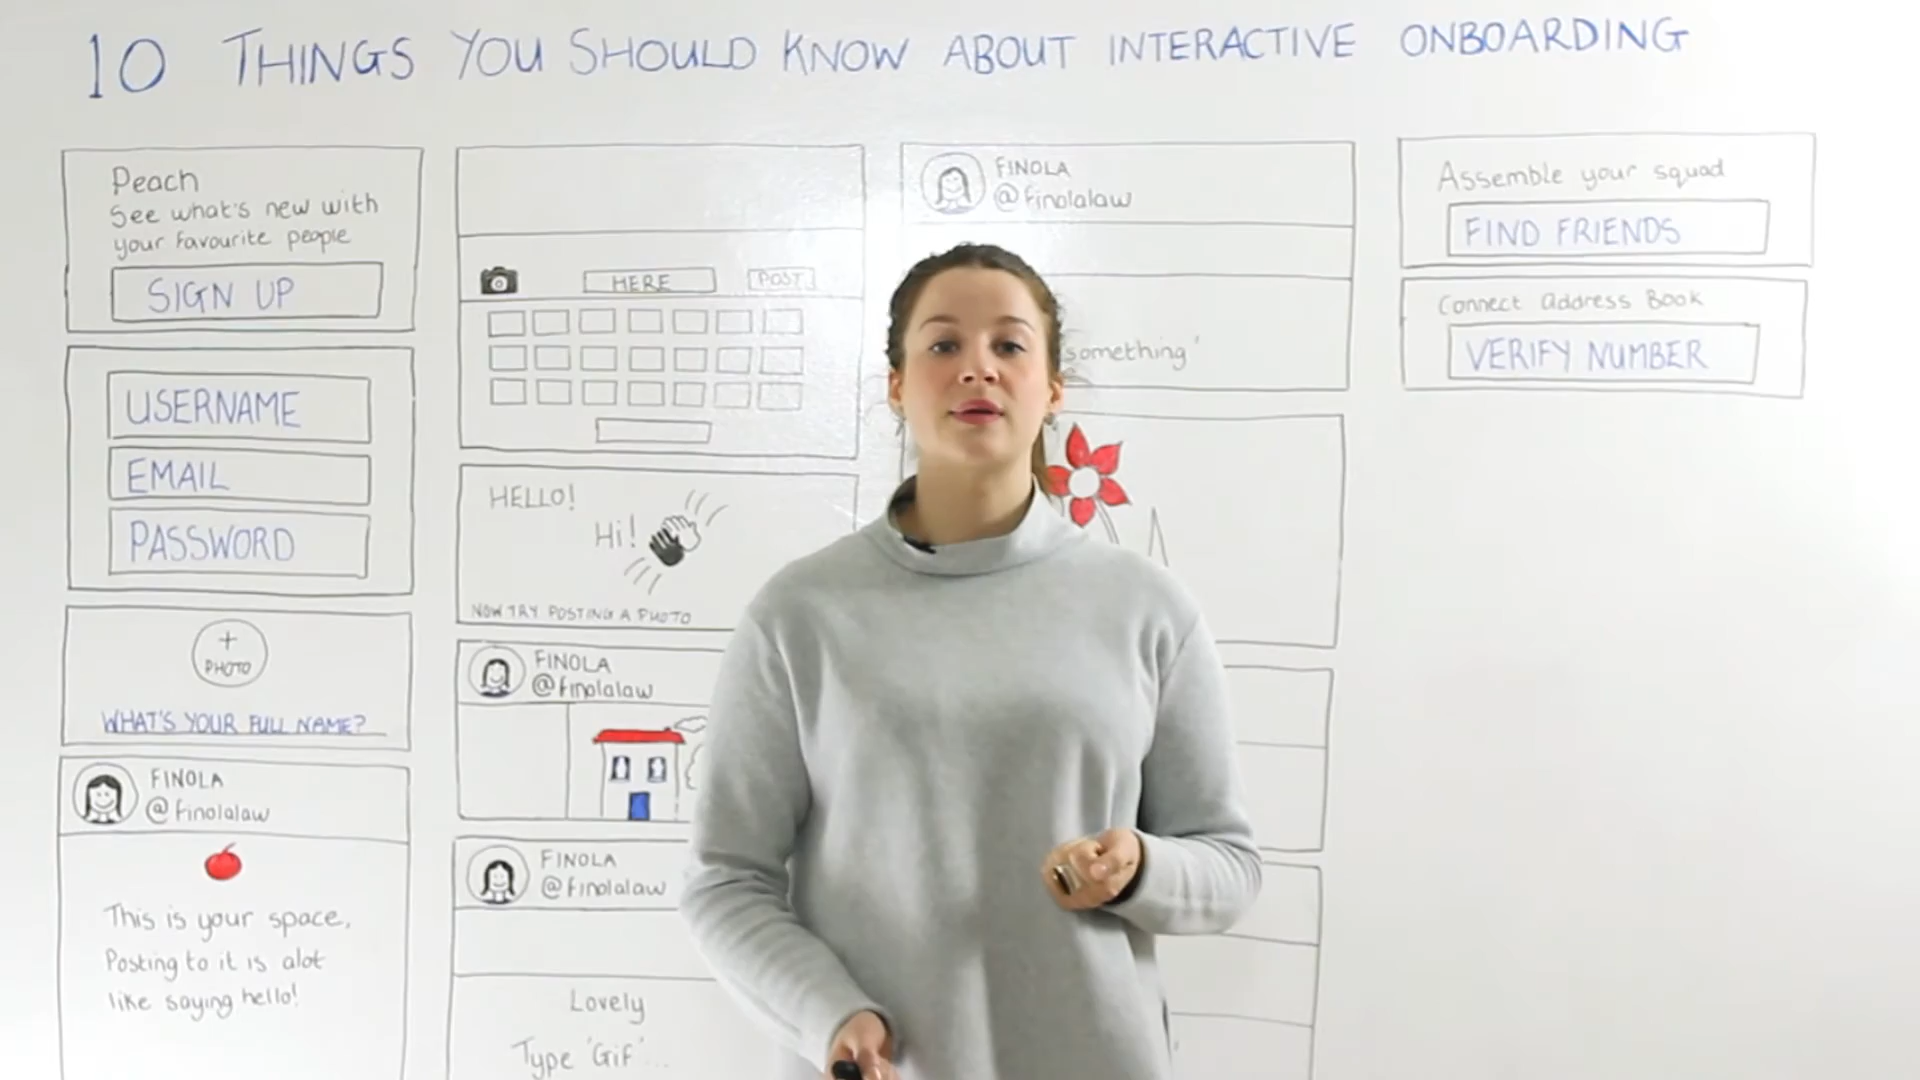 10 THINGS YOU SHOULD KNOW ABOUT INTERACTIVE ONBOARDING
Peach
See what's new with
your favourite people
SIGN UP
USERNAME
EMAIL
PASSWORD
+
PHOTO
WHAT'S YOUR FULL NAME?
FINOLA
@finolalaw
This is your space,
Posting to it is alot
like saying hello!
HERE
POST
HELLO!
Hi!
NOW TRY POSTING A PHOTO
FINOLA
@finolalaw
FINOLA
@finolalaw
Lovely
Type 'Gif'...
FINOLA
@finolalaw
something'
Assemble your squad
FIND FRIENDS
Connect Address Book
VERIFY NUMBER